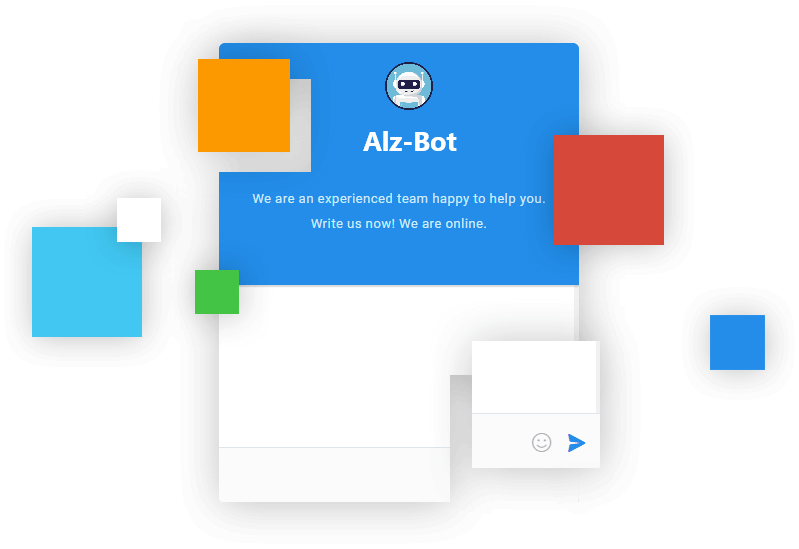 Alz-Bot
We are an experienced team happy to help you.
Write us now! We are online.